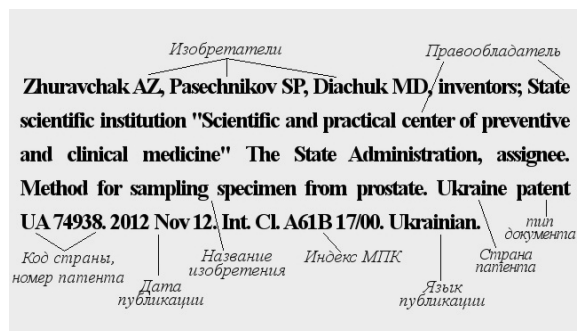 Изобретатели
Правообладатель
Zhuravchak AZ, Pasechnikov SP, Diachuk MD, inventors; State
scientific institution "Scientific and practical center of preventive
and clinical medicine" The State Administration, assignee.
Method for sampling specimen from prostate. Ukraine patent
UA 74938. 2012 Nov 12. Int. Cl. A61B 17/00. Ukrainian.
Код страны,
номер патента
Дата
публикации
Название
изобретения
Индекс МПК
Язык
публикации
Страна
патента
тип
документа